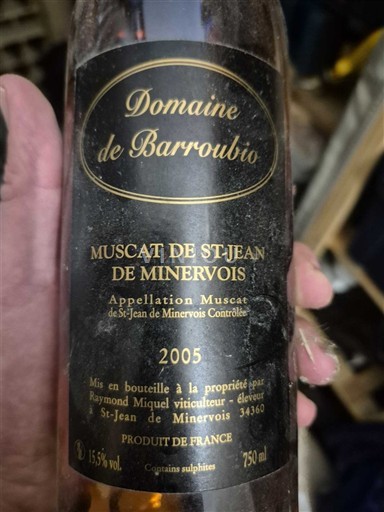 Domaine
de Barroubio
MUSCAT DE ST-JEAN
DE MINERVOIS
Appellation Muscat
de St-Jean de Minervois Contrôlée
2005
Mis en bouteille à la propriété par
Raymond Miquel viticulteur - éleveur
à St-Jean de Minervois 34360
PRODUIT DE FRANCE
15,5% vol.
Contains sulphites
750 ml